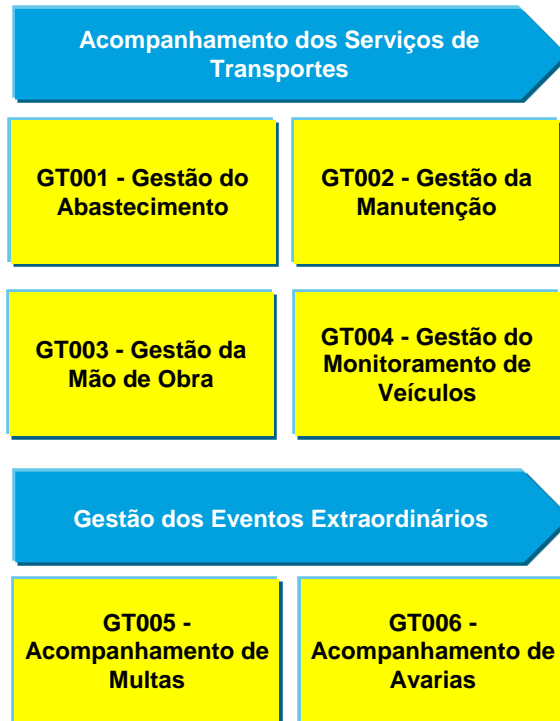 Acompanhamento dos Serviços de
Transportes
GT001 - Gestão do
Abastecimento
GT002 - Gestão da
Manutenção
GT003 - Gestão da
Mão de Obra
GT004 - Gestão do
Monitoramento de
Veículos
Gestão dos Eventos Extraordinários
GT005 -
Acompanhamento de
Multas
GT006 -
Acompanhamento de
Avarias